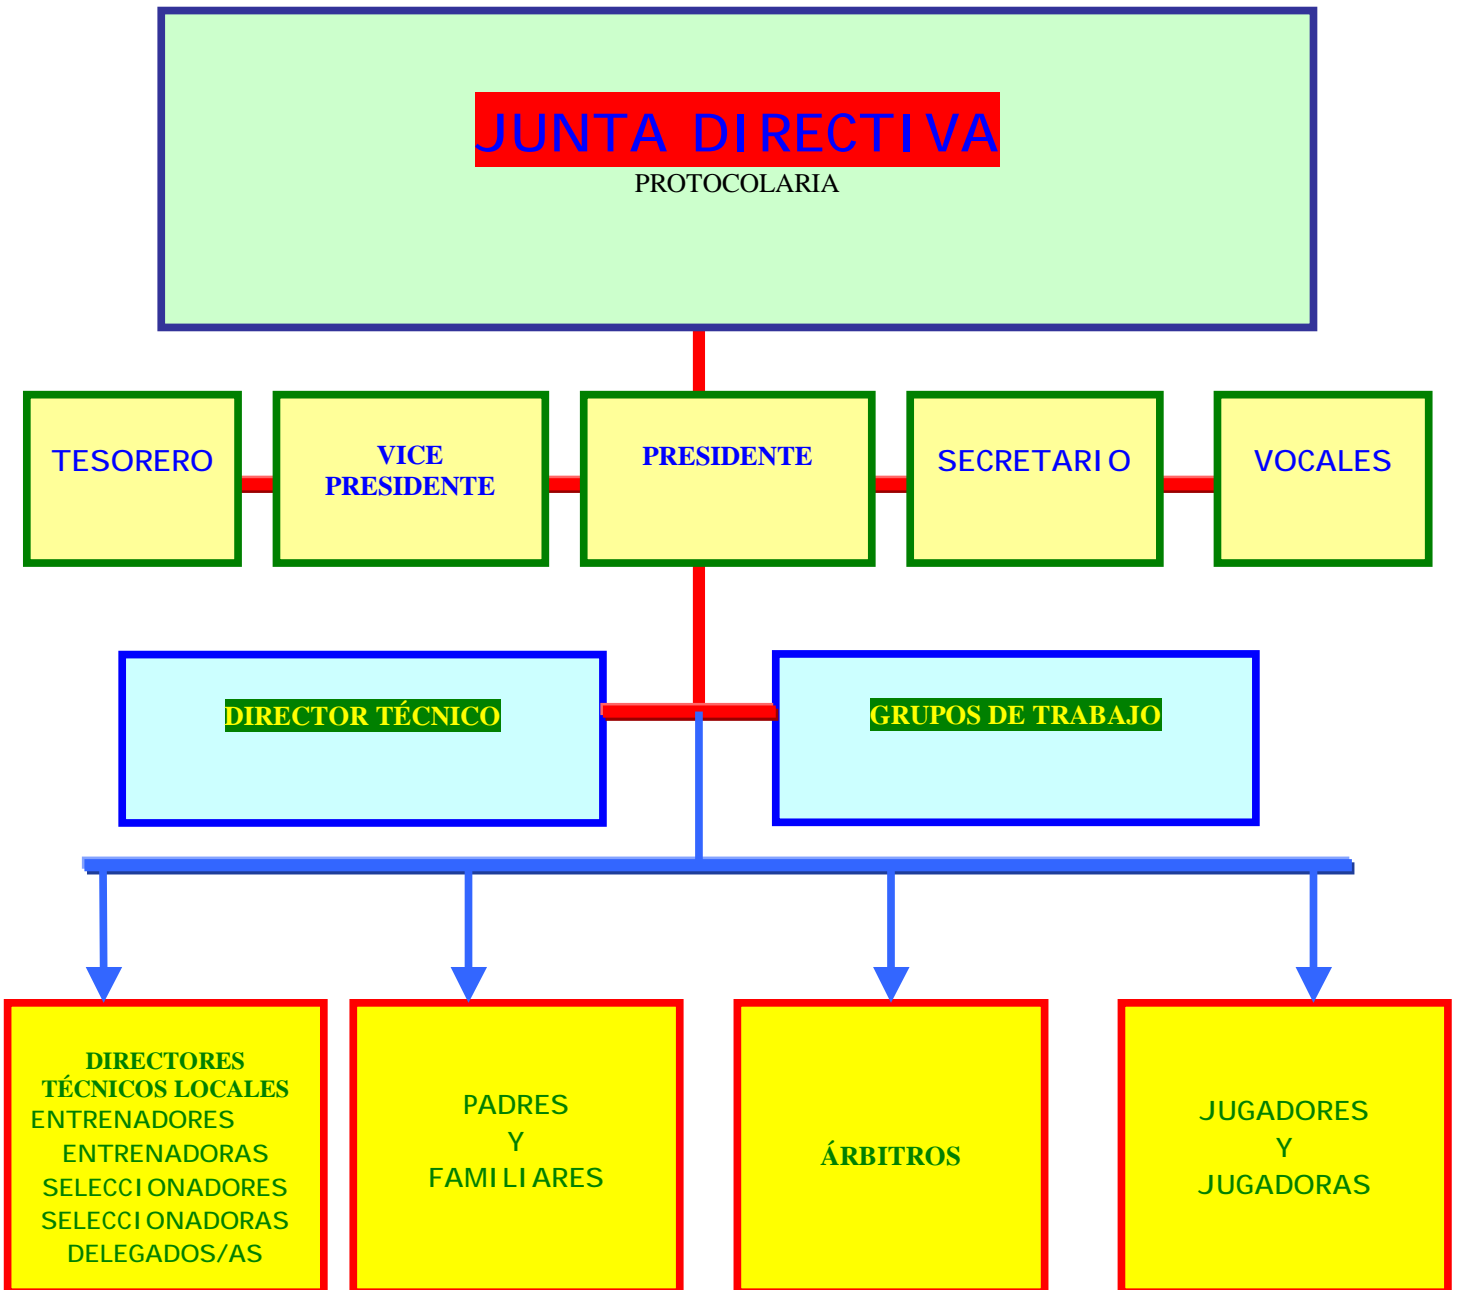 JUNTA DIRECTIVA
PROTOCOLARIA
TESORERO
VICE
PRESIDENTE
PRESIDENTE
SECRETARIO
VOCALES
DIRECTOR TÉCNICO
GRUPOS DE TRABAJO
DIRECTORES
TÉCNICOS LOCALES
ENTRENADORES
ENTRENADORAS
SELECCIONADORES
SELECCIONADORAS
DELEGADOS/AS
PADRES
Y
FAMILIARES
ÁRBITROS
JUGADORES
Y
JUGADORAS